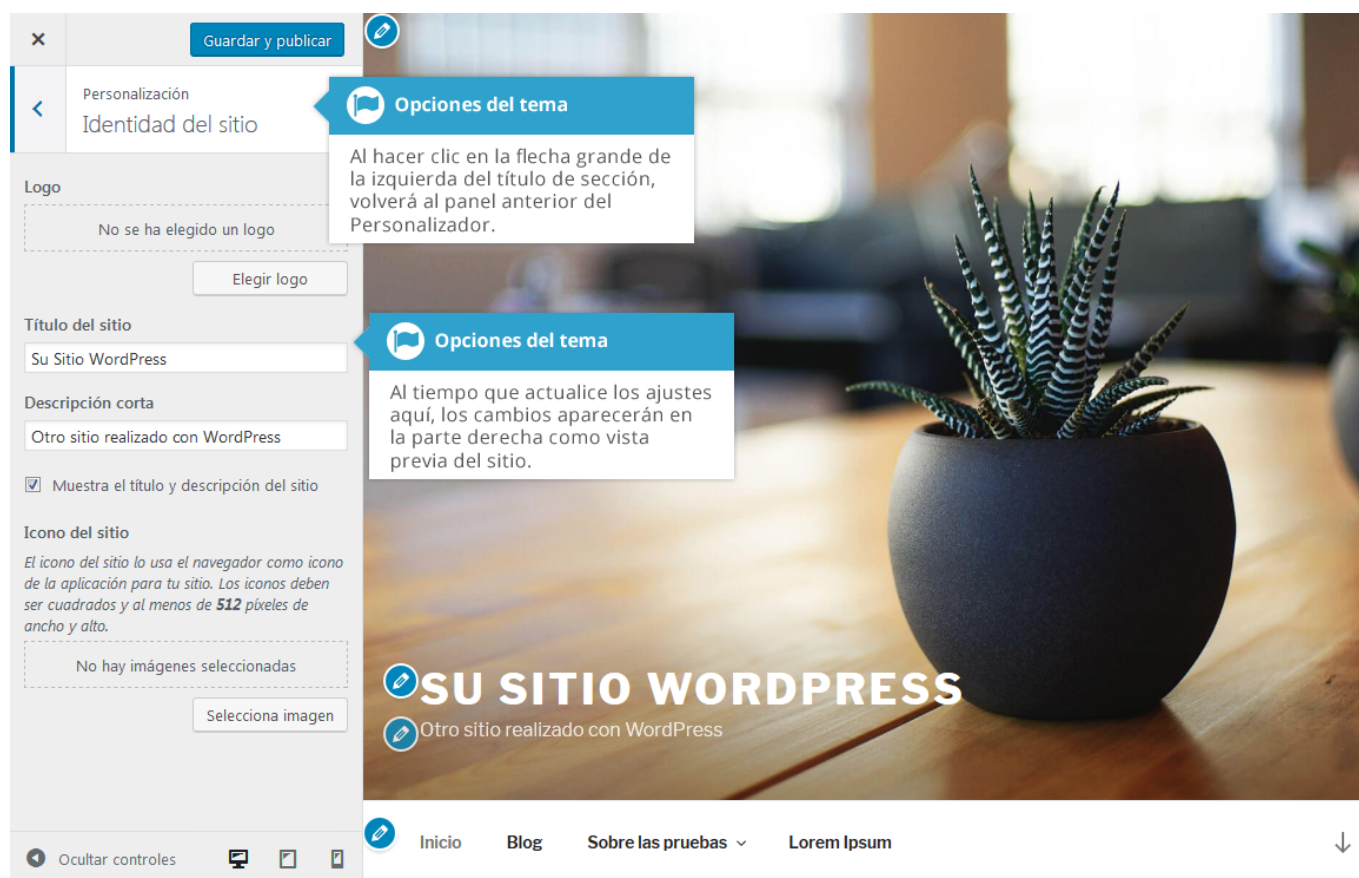 Guardar y publicar
Personalización
Identidad del sitio
Opciones del tema
Al hacer clic en la flecha grande de
la izquierda del título de sección,
volverá al panel anterior del
Personalizador.
Logo
No se ha elegido un logo
Elegir logo
Título del sitio
Su Sitio WordPress
Opciones del tema
Al tiempo que actualice los ajustes
aquí, los cambios aparecerán en
la parte derecha como vista
previa del sitio.
Descripción corta
Otro sitio realizado con WordPress
Muestra el título y descripción del sitio
Icono del sitio
El icono del sitio lo usa el navegador como icono
de la aplicación para tu sitio. Los iconos deben
ser cuadrados y al menos de 512 píxeles de
ancho y alto.
No hay imágenes seleccionadas
Selecciona imagen
SU SITIO WORDPRESS
Otro sitio realizado con WordPress
Inicio Blog Sobre las pruebas Lorem Ipsum
Ocultar controles